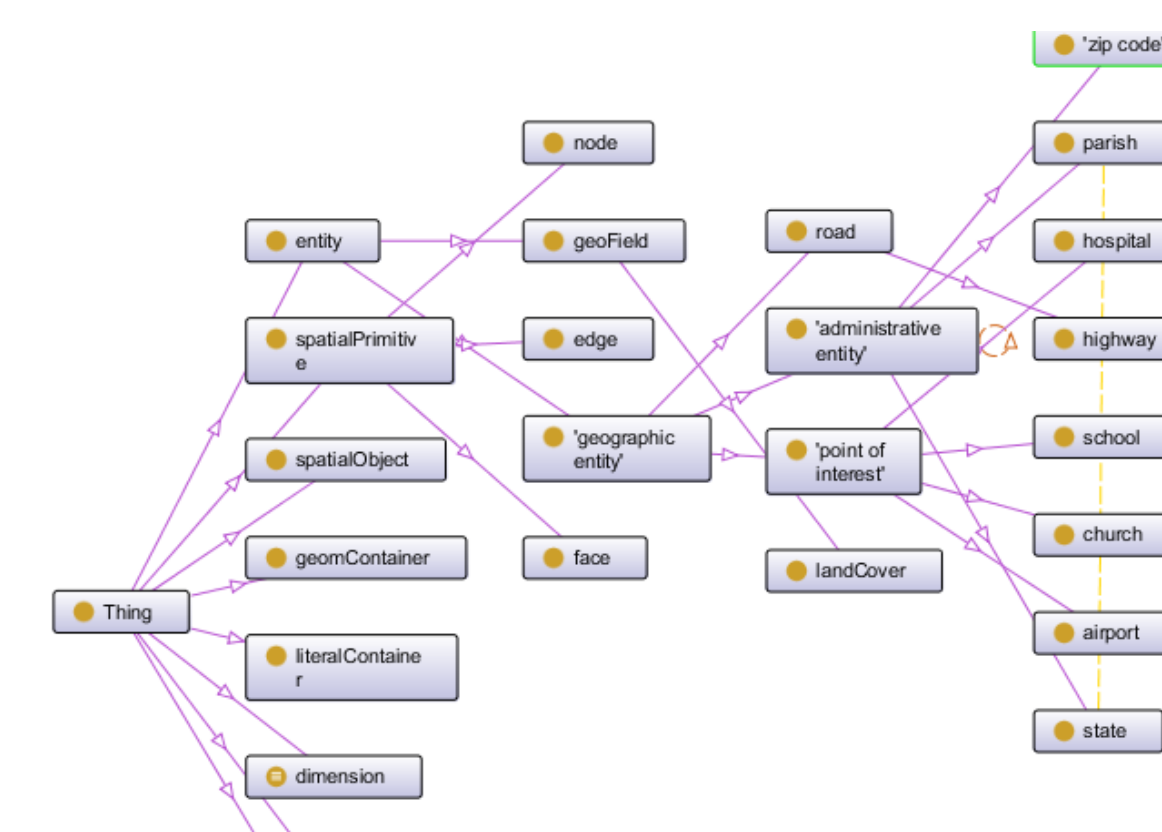 'zip code'
node
parish
entity
geoField
road
hospital
spatialPrimitiv
e
edge
'administrative
entity'
highway
spatialObject
'geographic
entity'
'point of
interest'
school
geomContainer
face
landCover
church
Thing
literalContaine
r
airport
dimension
state